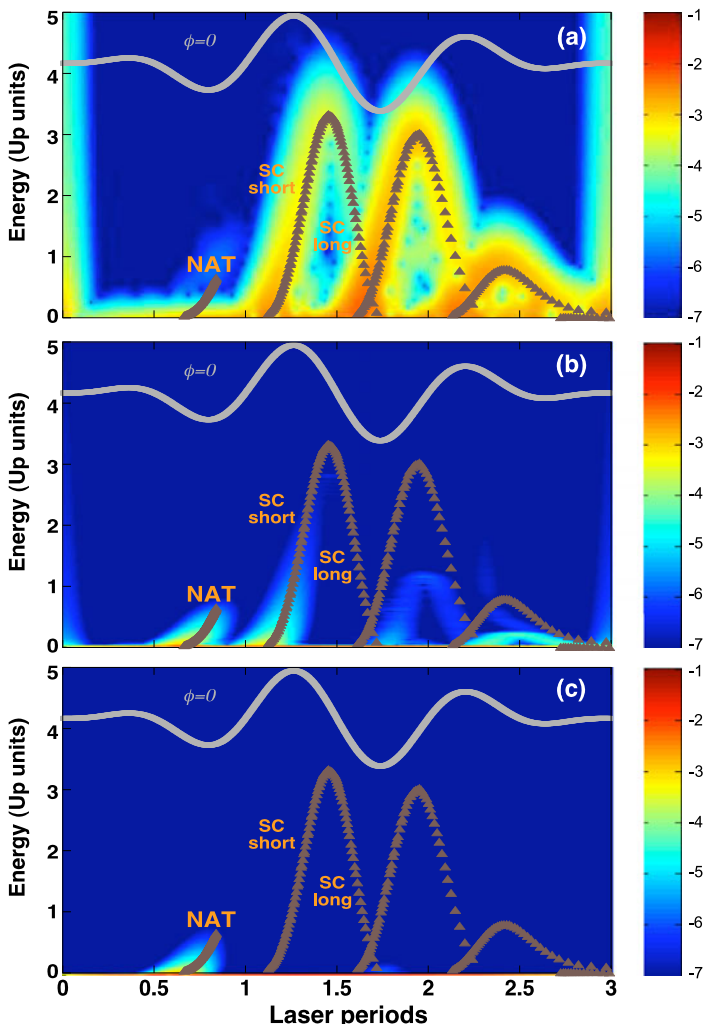 5
4
3
2
1
0
Energy (Up units)
ϕ=0
(a)
SC
short
SC
long
NAT
-1
-2
-3
-4
-5
-6
-7
5
4
3
2
1
0
Energy (Up units)
ϕ=0
(b)
SC
short
SC
long
NAT
-1
-2
-3
-4
-5
-6
-7
5
4
3
2
1
0
Energy (Up units)
ϕ=0
(c)
SC
short
SC
long
NAT
-1
-2
-3
-4
-5
-6
-7
0 0.5 1 1.5 2 2.5 3
Laser periods